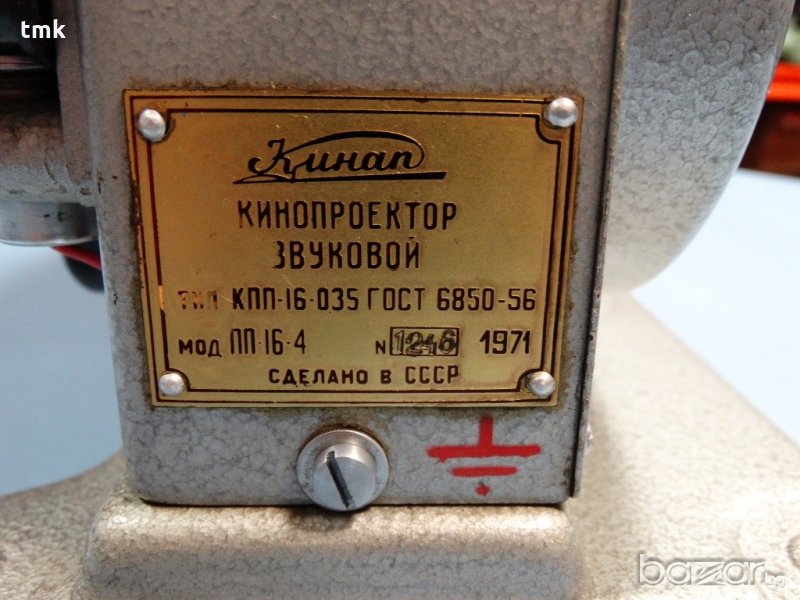 tmk
Кинап
КИНОПРОЕКТОР
ЗВУКОВОЙ
ТИП КПП-16-035 ГОСТ 6850-56
МОД ПП-16-4 N 1246 1971
СДЕЛАНО В СССР
bazar.bg